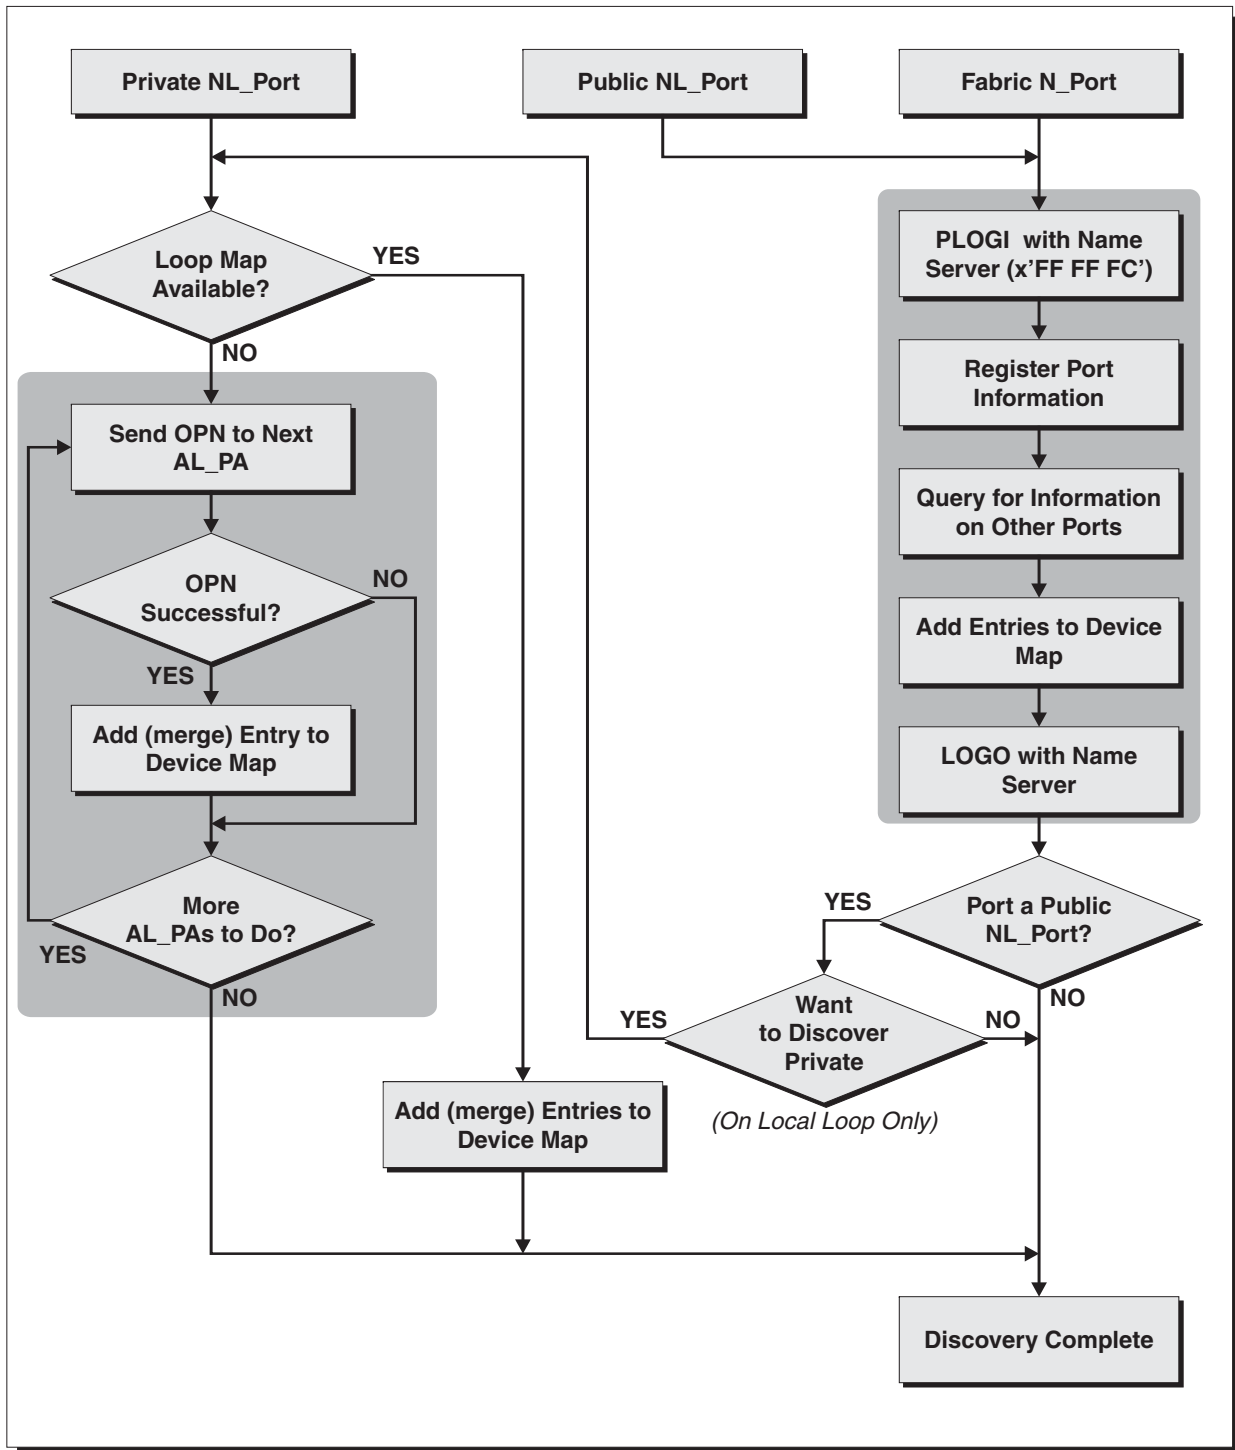 Private NL_Port
Public NL_Port
Fabric N_Port
Loop Map
Available?
YES
NO
Send OPN to Next
AL_PA
OPN
Successful?
NO
YES
Add (merge) Entry to
Device Map
More
AL_PAs to Do?
YES
NO
PLOGI with Name
Server (x’FF FF FC’)
Register Port
Information
Query for Information
on Other Ports
Add Entries to Device
Map
LOGO with Name
Server
Port a Public
NL_Port?
YES
NO
Want
to Discover
Private
YES
NO
(On Local Loop Only)
Add (merge) Entries to
Device Map
Discovery Complete